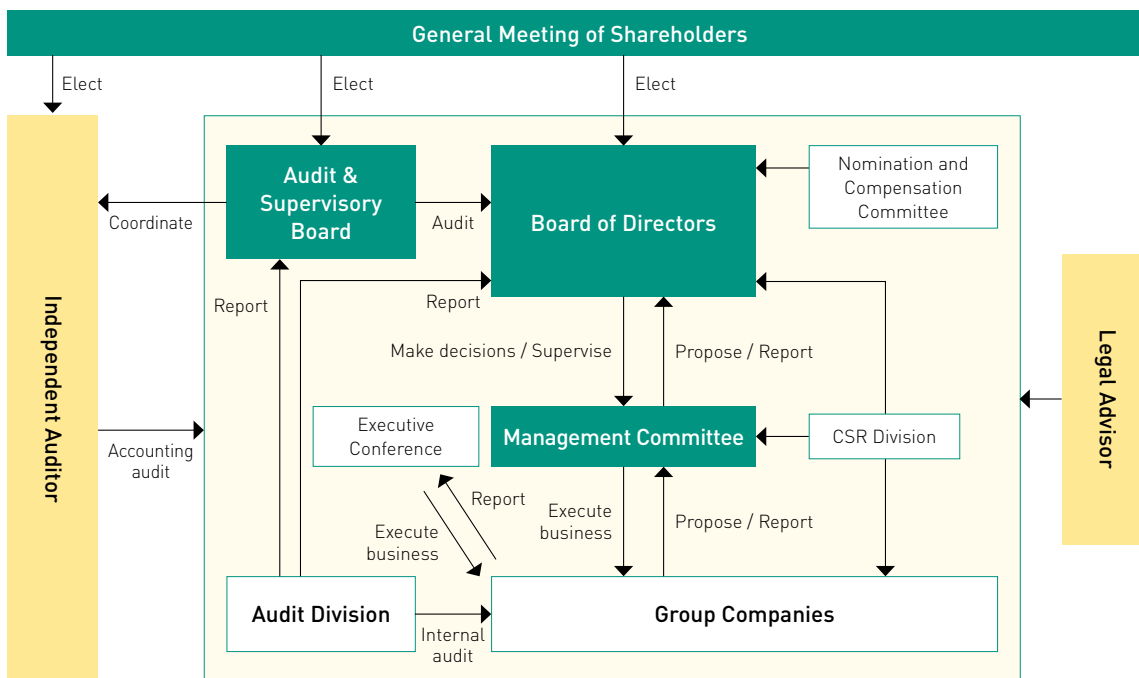 General Meeting of Shareholders
Elect
Elect
Elect
Audit &
Supervisory
Board
Board of Directors
Nomination and
Compensation
Committee
Coordinate
Audit
Report
Report
Independent Auditor
Legal Advisor
Make decisions / Supervise
Propose / Report
Executive
Conference
Management Committee
CSR Division
Accounting
audit
Report
Execute
business
Execute
business
Propose / Report
Audit Division
Internal
audit
Group Companies